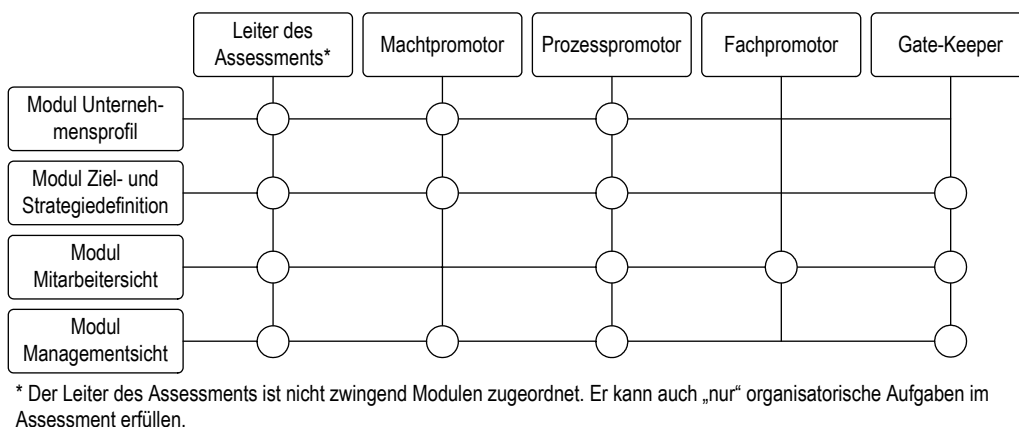 Leiter des
Assessments*
Machtpromotor
Prozesspromotor
Fachpromotor
Gate-Keeper
Modul Unterneh-
mensprofil
Modul Ziel- und
Strategiedefinition
Modul
Mitarbeitersicht
Modul
Managementsicht
* Der Leiter des Assessments ist nicht zwingend Modulen zugeordnet. Er kann auch „nur“ organisatorische Aufgaben im
Assessment erfüllen.